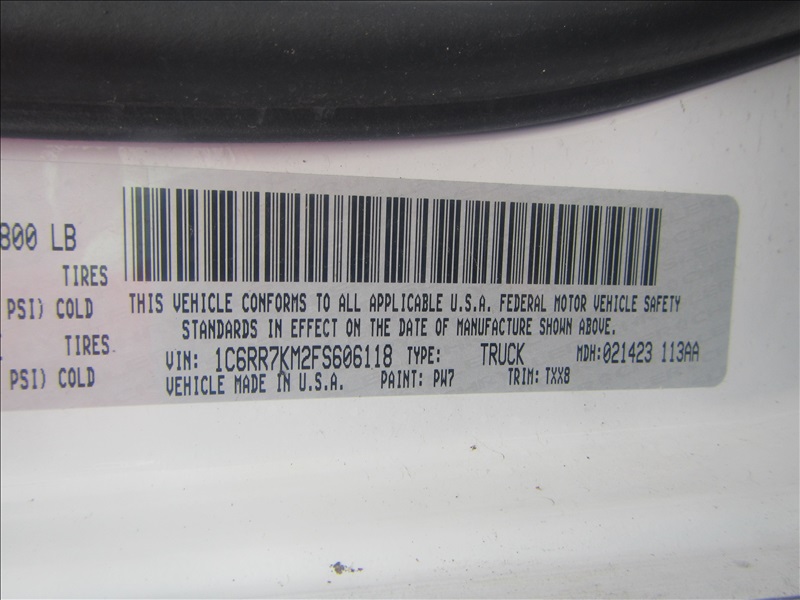 800 LB
TIRES
PSI) COLD
TIRES
PSI) COLD
THIS VEHICLE CONFORMS TO ALL APPLICABLE U.S.A. FEDERAL MOTOR VEHICLE SAFETY
STANDARDS IN EFFECT ON THE DATE OF MANUFACTURE SHOWN ABOVE.
VIN: 1C6RR7KM2FS606118 TYPE: TRUCK MDH:021423 113AA
VEHICLE MADE IN U.S.A. PAINT: PW7 TRIM: TXX8